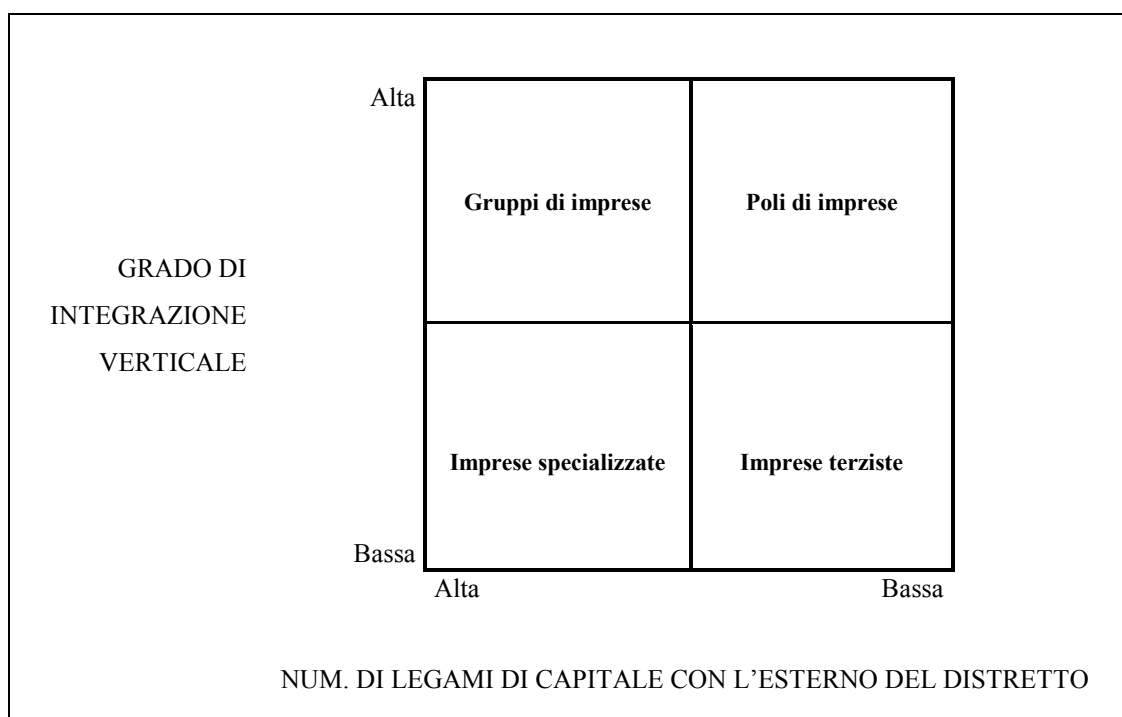 Alta
Gruppi di imprese
Poli di imprese
GRADO DI
INTEGRAZIONE
VERTICALE
Imprese specializzate
Imprese terziste
Bassa
Alta
Bassa
NUM. DI LEGAMI DI CAPITALE CON L’ESTERNO DEL DISTRETTO